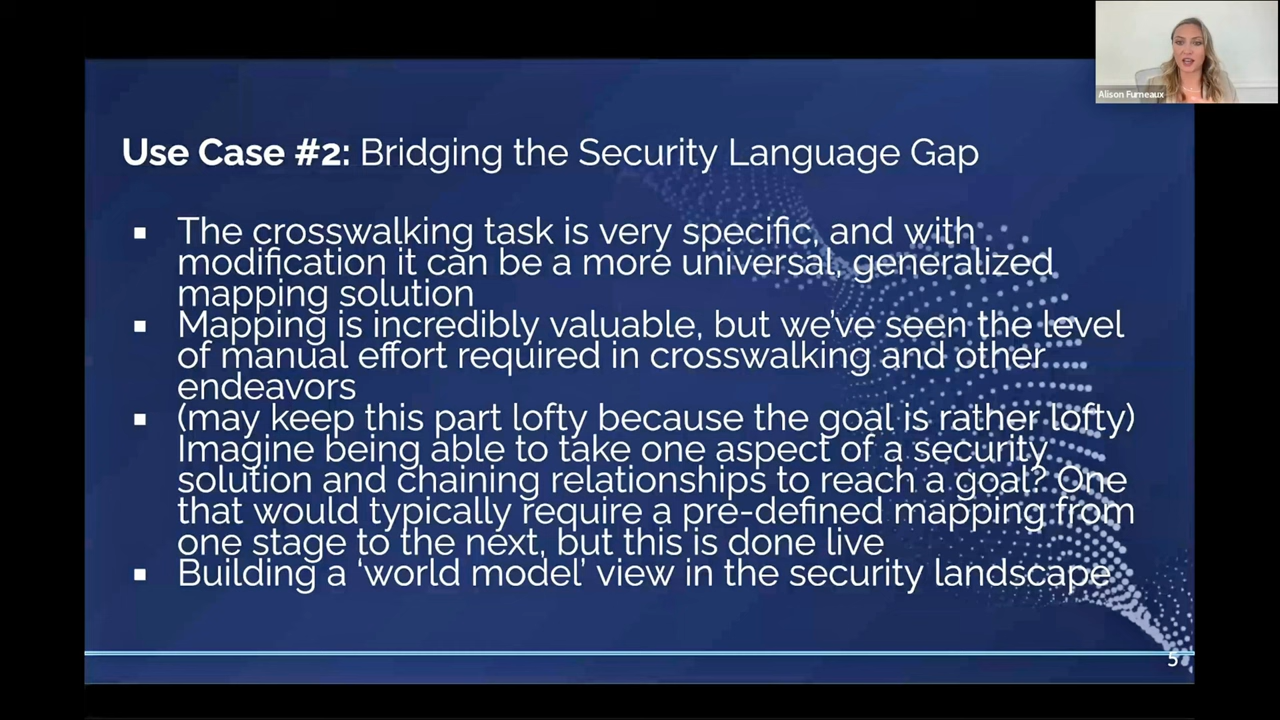 Alison Furneaux
Use Case #2: Bridging the Security Language Gap
▪ The crosswalking task is very specific, and with
modification it can be a more universal, generalized
mapping solution
▪ Mapping is incredibly valuable, but we’ve seen the level
of manual effort required in crosswalking and other
endeavors
▪ (may keep this part lofty because the goal is rather lofty)
Imagine being able to take one aspect of a security
solution and chaining relationships to reach a goal? One
that would typically require a pre-defined mapping from
one stage to the next, but this is done live
▪ Building a ‘world model’ view in the security landscape
5